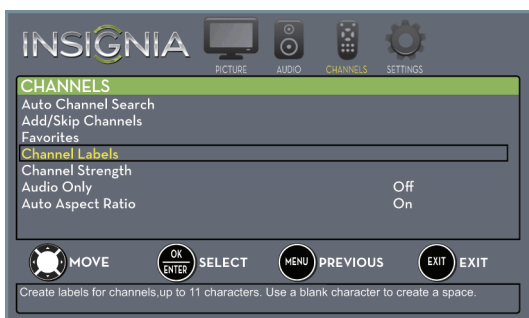 INSIGNIA
PICTURE AUDIO CHANNELS SETTINGS
CHANNELS
Auto Channel Search
Add/Skip Channels
Favorites
Channel Labels
Channel Strength
Audio Only Off
Auto Aspect Ratio On
MOVE OK ENTER SELECT MENU PREVIOUS EXIT EXIT
Create labels for channels,up to 11 characters. Use a blank character to create a space.